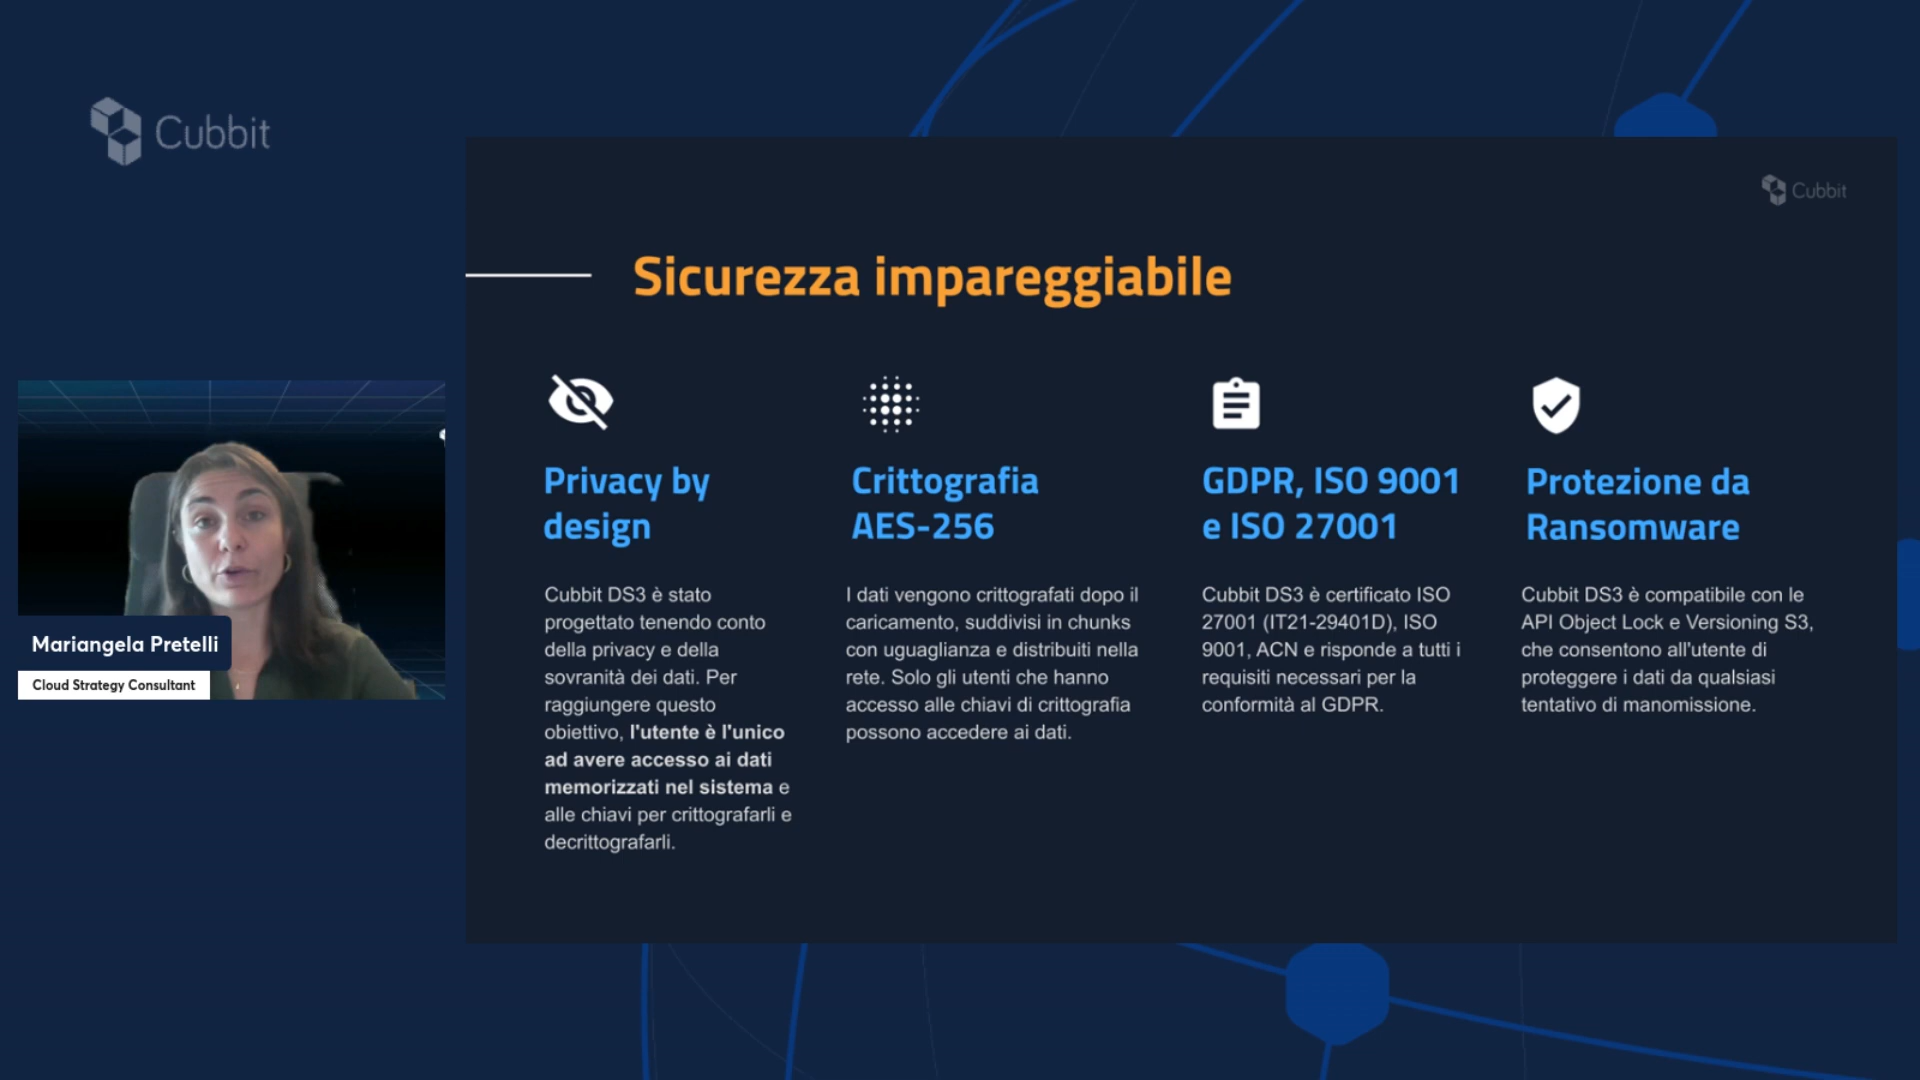 Cubbit
Cubbit
Sicurezza impareggiabile
Privacy by
design
Cubbit DS3 è stato
progettato tenendo conto
della privacy e della
sovranità dei dati. Per
raggiungere questo
obiettivo, l'utente è l'unico
ad avere accesso ai dati
memorizzati nel sistema e
alle chiavi per crittografarli e
decrittografarli.
Crittografia
AES-256
I dati vengono crittografati dopo il
caricamento, suddivisi in chunks
con uguaglianza e distribuiti nella
rete. Solo gli utenti che hanno
accesso alle chiavi di crittografia
possono accedere ai dati.
GDPR, ISO 9001
e ISO 27001
Cubbit DS3 è certificato ISO
27001 (IT21-29401D), ISO
9001, ACN e risponde a tutti i
requisiti necessari per la
conformità al GDPR.
Protezione da
Ransomware
Cubbit DS3 è compatibile con le
API Object Lock e Versioning S3,
che consentono all'utente di
proteggere i dati da qualsiasi
tentativo di manomissione.
Mariangela Pretelli
Cloud Strategy Consultant